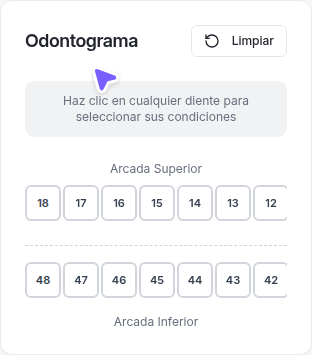 Odontograma
Limpiar
Haz clic en cualquier diente para
seleccionar sus condiciones
Arcada Superior
18 17 16 15 14 13 12
48 47 46 45 44 43 42
Arcada Inferior